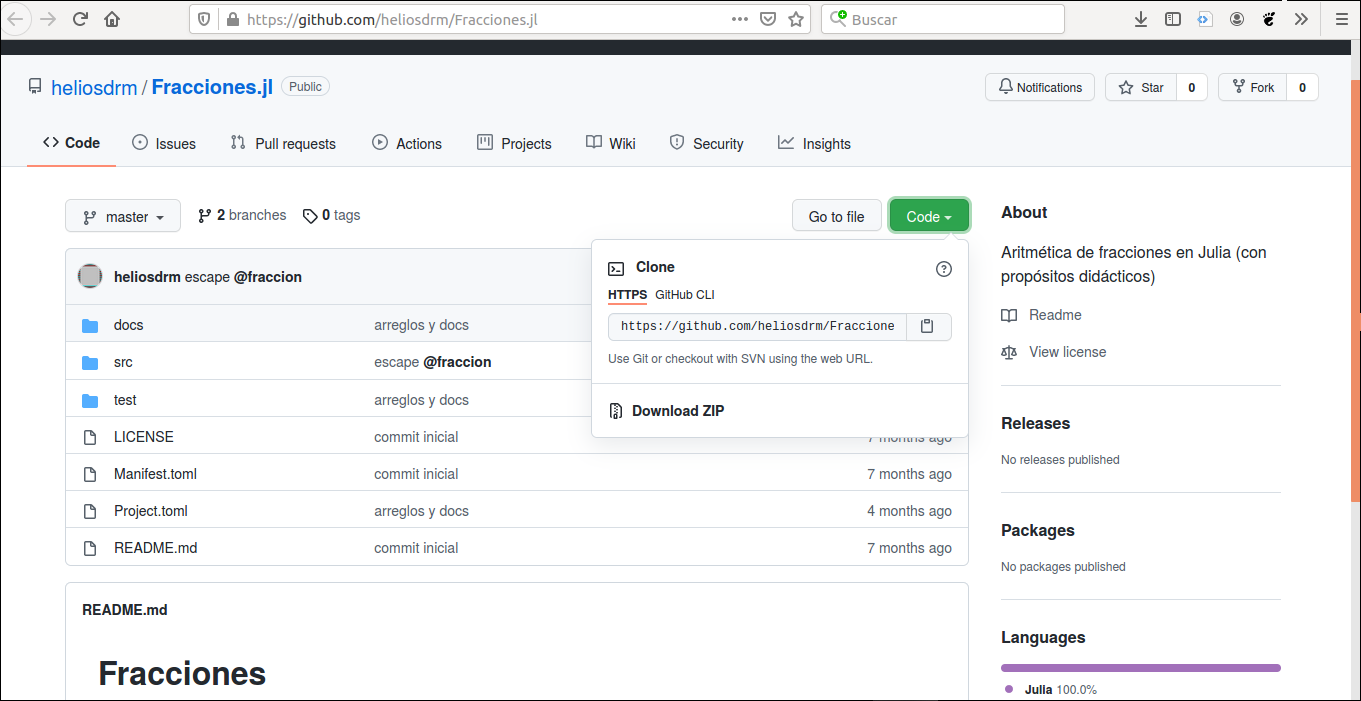 https://github.com/heliosdrm/Fracciones.jl
Buscar
heliosdrm / Fracciones.jl Public
Notifications Star 0 Fork 0
Code Issues Pull requests Actions Projects Wiki Security Insights
master 2 branches 0 tags
Go to file Code
heliosdrm escape @fraccion
docs arreglos y docs
src escape @fraccion
test arreglos y docs
LICENSE commit inicial 7 months ago
Manifest.toml commit inicial 7 months ago
Project.toml arreglos y docs 4 months ago
README.md commit inicial 7 months ago
Clone
HTTPS GitHub CLI
https://github.com/heliosdrm/Fraccione
Use Git or checkout with SVN using the web URL.
Download ZIP
README.md
Fracciones
About
Aritmética de fracciones en Julia (con
propósitos didácticos)
Readme
View license
Releases
No releases published
Packages
No packages published
Languages
Julia 100.0%